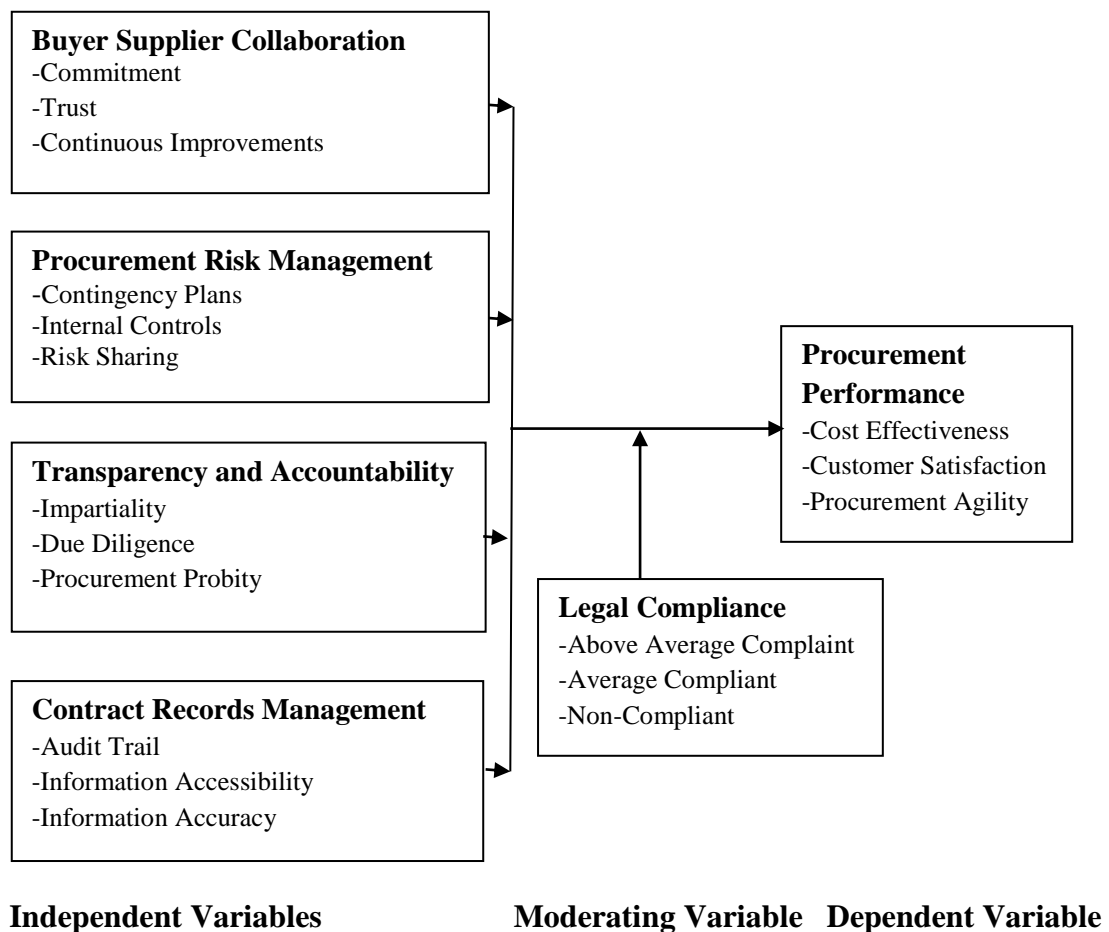 Buyer Supplier Collaboration
-Commitment
-Trust
-Continuous Improvements
Procurement Risk Management
-Contingency Plans
-Internal Controls
-Risk Sharing
Transparency and Accountability
-Impartiality
-Due Diligence
-Procurement Probity
Contract Records Management
-Audit Trail
-Information Accessibility
-Information Accuracy
Legal Compliance
-Above Average Complaint
-Average Compliant
-Non-Compliant
Procurement
Performance
-Cost Effectiveness
-Customer Satisfaction
-Procurement Agility
Independent Variables Moderating Variable Dependent Variable